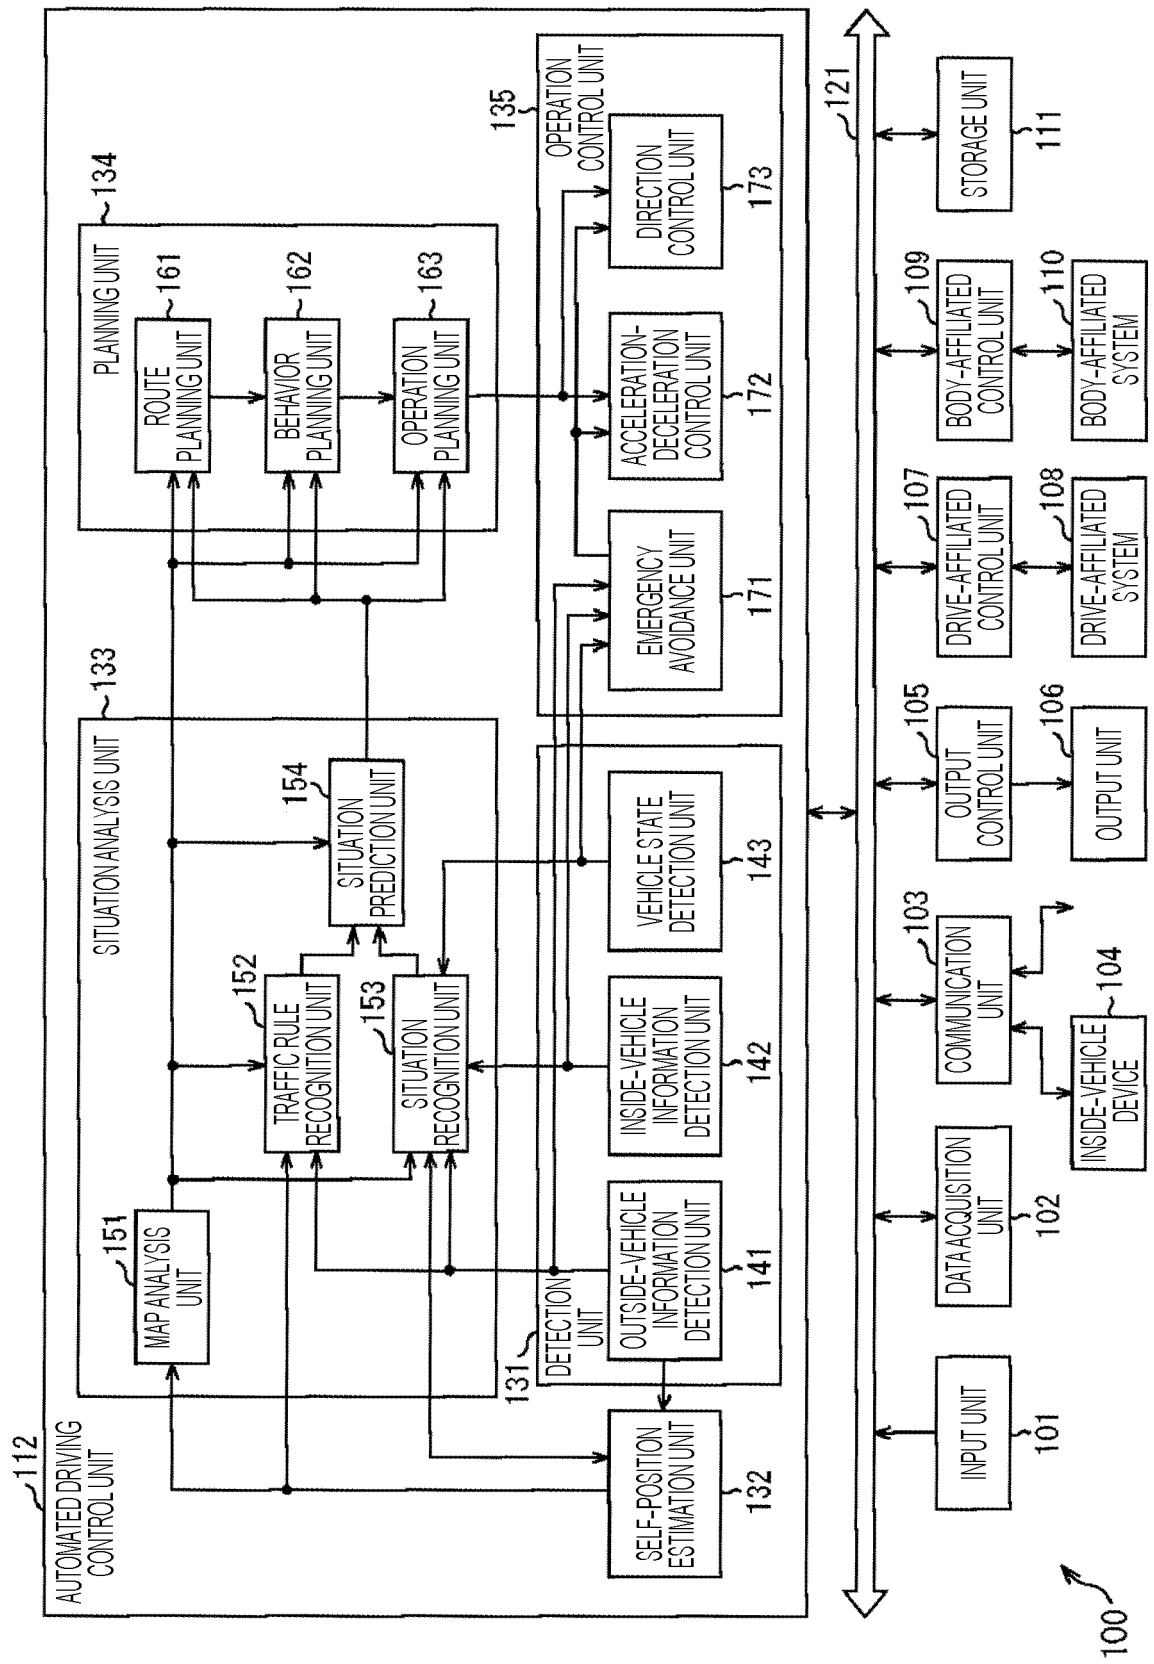 112
AUTOMATED DRIVING
CONTROL UNIT
133
SITUATION ANALYSIS UNIT
151
MAP ANALYSIS
UNIT
152
TRAFFIC RULE
RECOGNITION UNIT
153
SITUATION
RECOGNITION UNIT
154
SITUATION
PREDICTION UNIT
134
PLANNING UNIT
161
ROUTE
PLANNING UNIT
162
BEHAVIOR
PLANNING UNIT
163
OPERATION
PLANNING UNIT
132
SELF-POSITION
ESTIMATION UNIT
131
DETECTION
UNIT
OUTSIDE-VEHICLE
INFORMATION
DETECTION UNIT
141
INSIDE-VEHICLE
INFORMATION
DETECTION UNIT
142
VEHICLE STATE
DETECTION UNIT
143
135
OPERATION
CONTROL UNIT
EMERGENCY
AVOIDANCE UNIT
171
ACCELERATION-
DECELERATION
CONTROL UNIT
172
DIRECTION
CONTROL UNIT
173
121
INPUT UNIT
101
DATA ACQUISITION
UNIT
102
103
COMMUNICATION
UNIT
104
INSIDE-VEHICLE
DEVICE
105
OUTPUT
CONTROL UNIT
106
OUTPUT UNIT
107
DRIVE-AFFILIATED
CONTROL UNIT
108
DRIVE-AFFILIATED
SYSTEM
109
BODY-AFFILIATED
CONTROL UNIT
110
BODY-AFFILIATED
SYSTEM
STORAGE UNIT
111
100